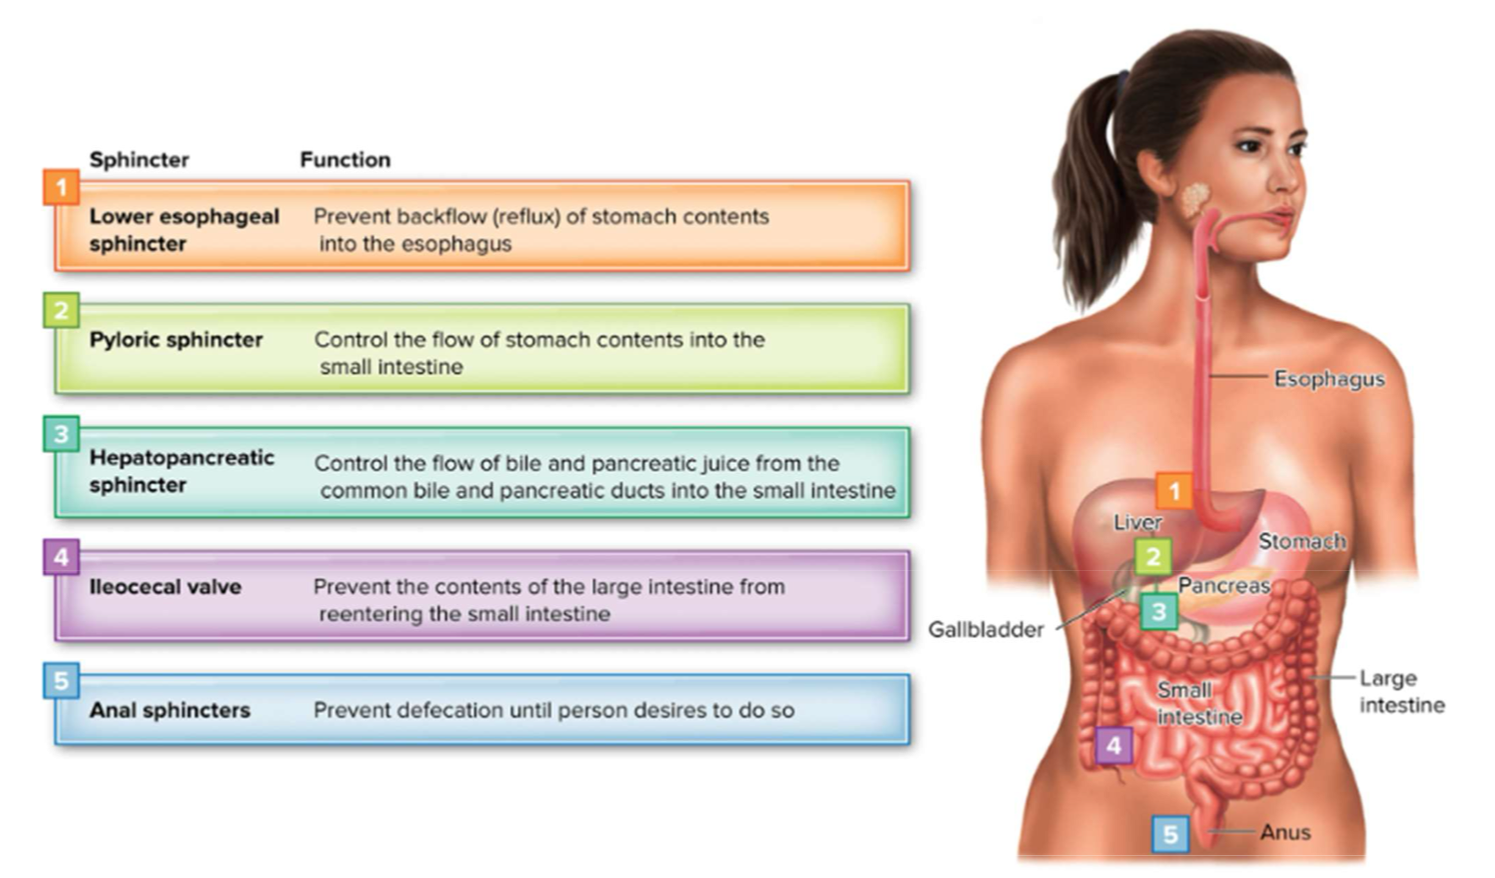 Sphincter Function
1
Lower esophageal
sphincter
Prevent backflow (reflux) of stomach contents
into the esophagus
2
Pyloric sphincter
Control the flow of stomach contents into the
small intestine
3
Hepatopancreatic
sphincter
Control the flow of bile and pancreatic juice from the
common bile and pancreatic ducts into the small intestine
4
Ileocecal valve
Prevent the contents of the large intestine from
reentering the small intestine
5
Anal sphincters
Prevent defecation until person desires to do so
Esophagus
1
Liver
Stomach
2
Pancreas
3
Gallbladder
Large
intestine
Small
intestine
4
5
Anus